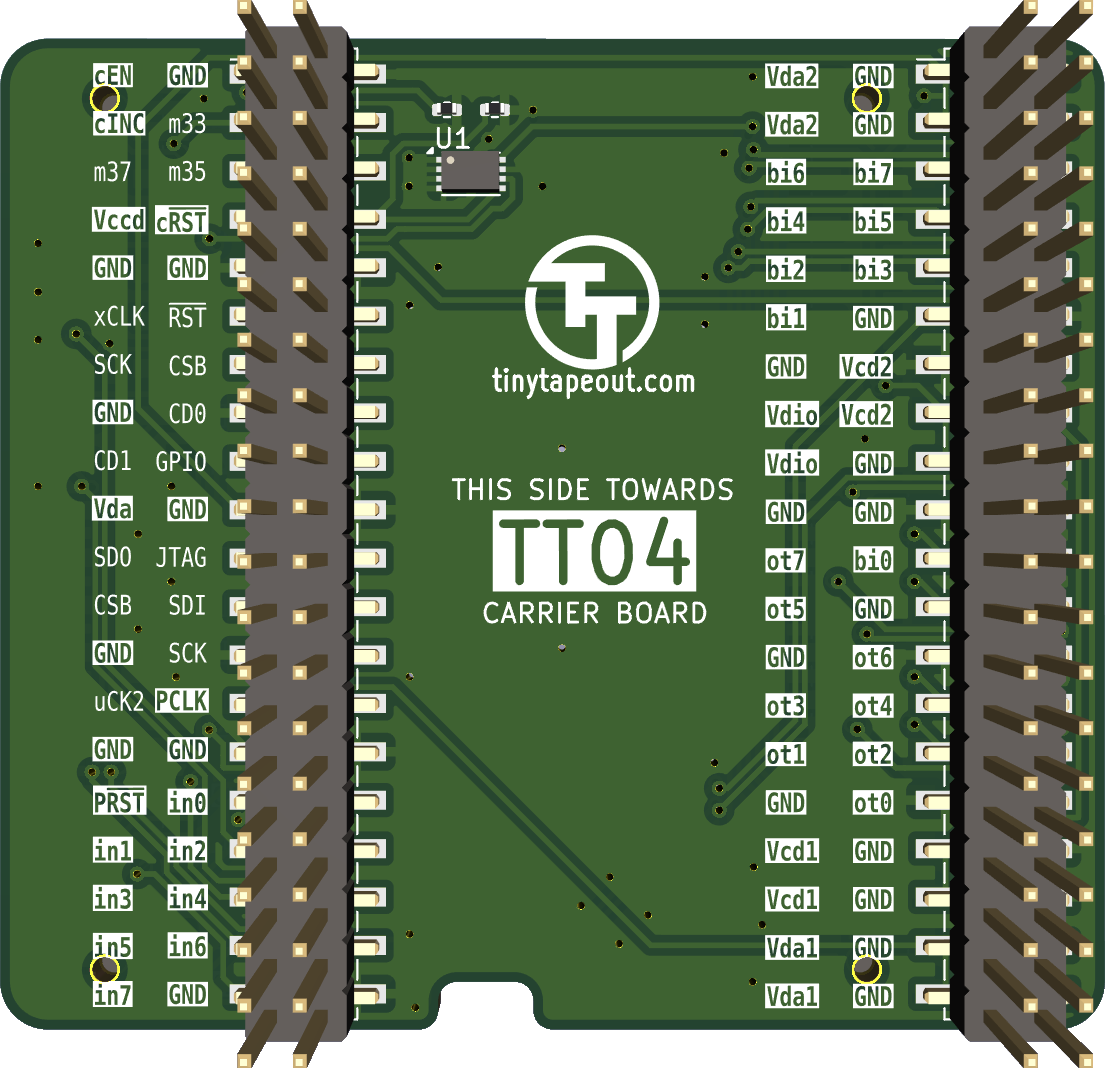 cEN GND
cINC m33
m37 m35
Vccd cRST
GND GND
xCLK RST
SCK CSB
GND CD0
CD1 GPIO
Vda GND
SDO JTAG
CSB SDI
GND SCK
uCK2 PCLK
GND GND
PRST in0
in1 in2
in3 in4
in5 in6
in7 GND
U1
tinytapeout.com
THIS SIDE TOWARDS
TT04
CARRIER BOARD
Vda2 GND
Vda2 GND
bi6 bi7
bi4 bi5
bi2 bi3
bi1 GND
GND Vcd2
Vdio Vcd2
Vdio GND
GND GND
ot7 bi0
ot5 GND
GND ot6
ot3 ot4
ot1 ot2
GND ot0
Vcd1 GND
Vcd1 GND
Vda1 GND
Vda1 GND